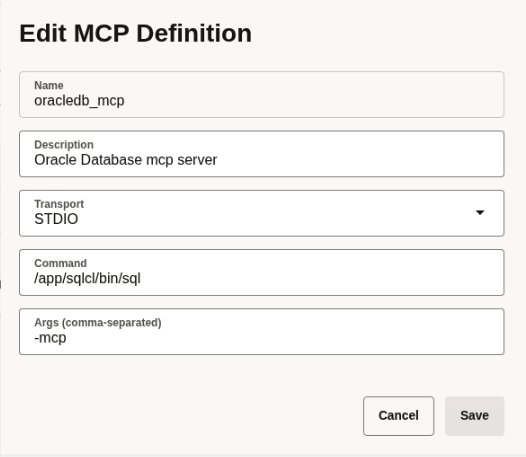 Edit MCP Definition
Name
oracledb_mcp
Description
Oracle Database mcp server
Transport
STDIO
Command
/app/sqlcl/bin/sql
Args (comma-separated)
-mcp
Cancel Save